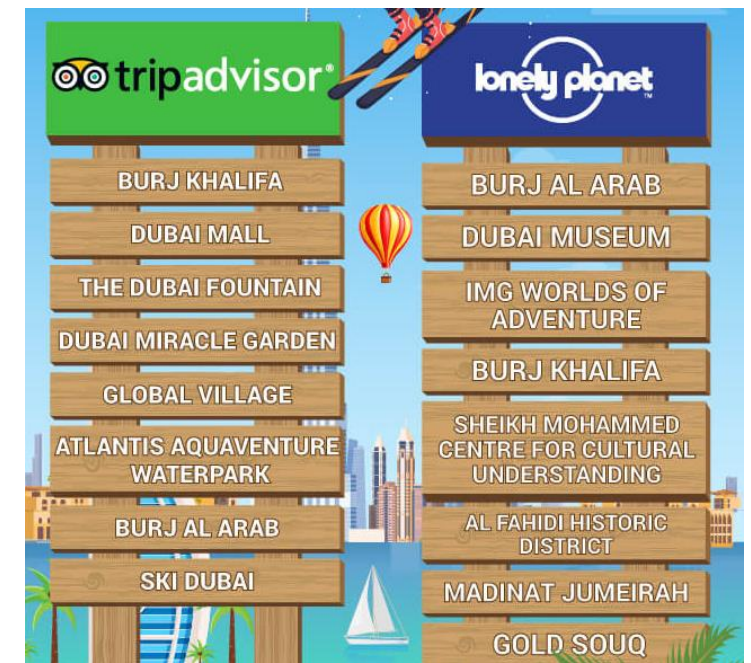 tripadvisor®
BURJ KHALIFA
DUBAI MALL
THE DUBAI FOUNTAIN
DUBAI MIRACLE GARDEN
GLOBAL VILLAGE
ATLANTIS AQUAVENTURE
WATERPARK
BURJ AL ARAB
SKI DUBAI
lonely planet™
BURJ AL ARAB
DUBAI MUSEUM
IMG WORLDS OF
ADVENTURE
BURJ KHALIFA
SHEIKH MOHAMMED
CENTRE FOR CULTURAL
UNDERSTANDING
AL FAHIDI HISTORIC
DISTRICT
MADINAT JUMEIRAH
GOLD SOUQ